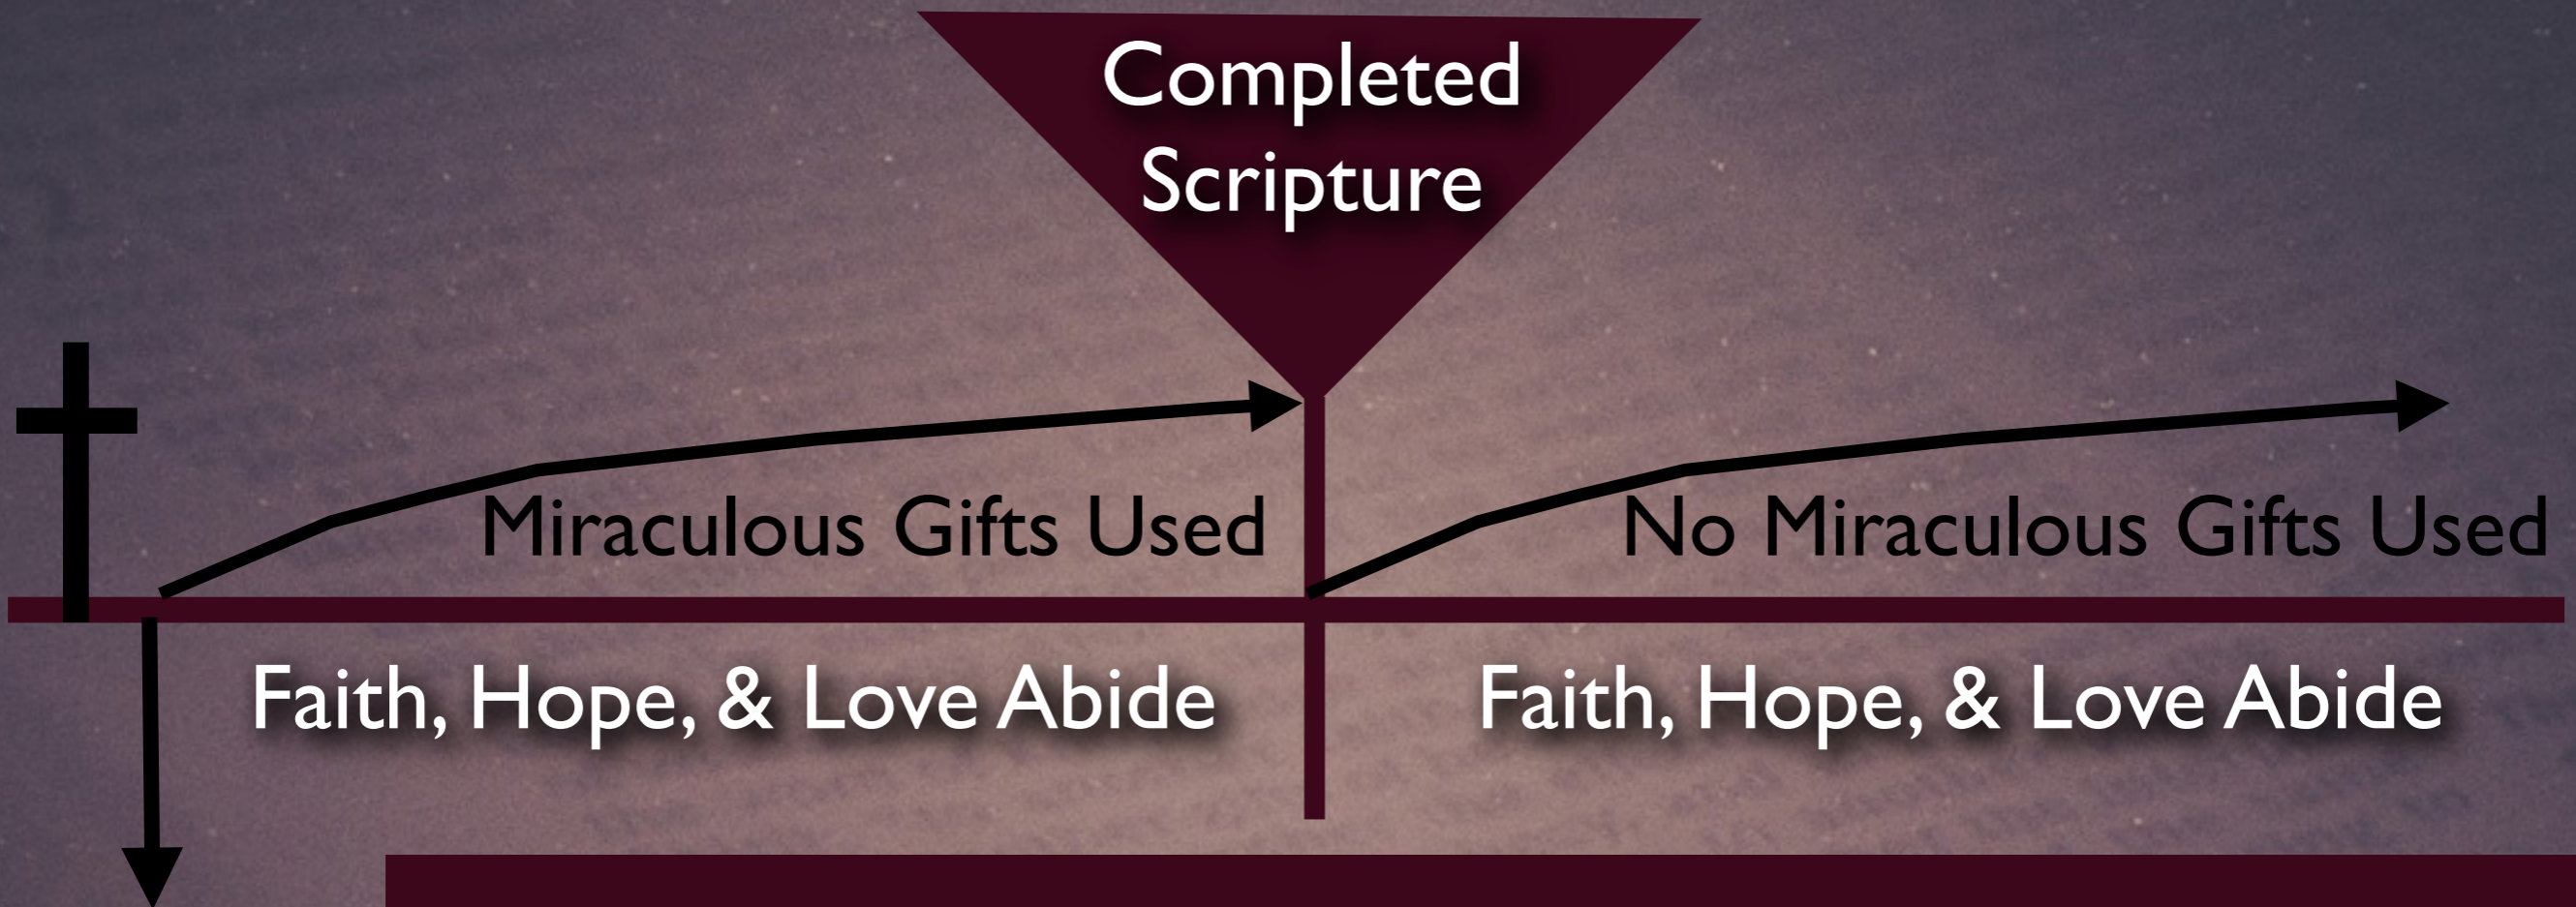 Completed
Scripture
Miraculous Gifts Used
No Miraculous Gifts Used
Faith, Hope, & Love Abide
Faith, Hope, & Love Abide